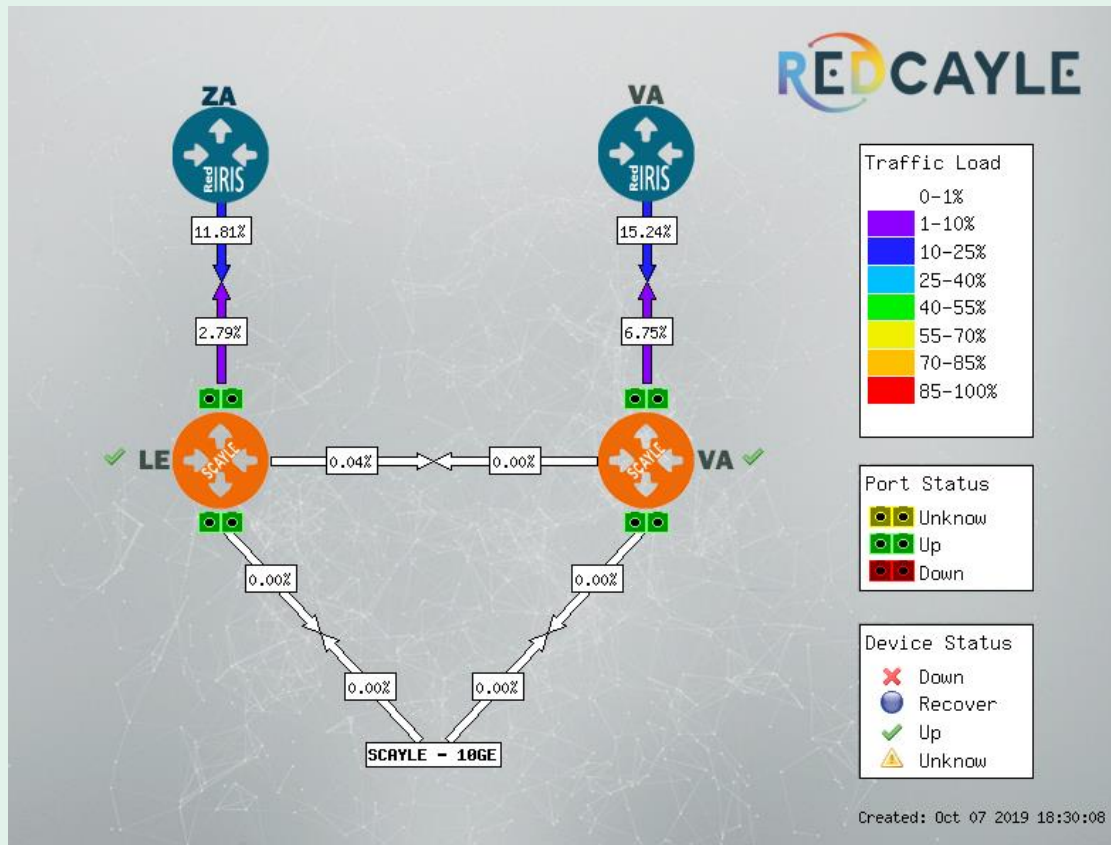 REDCAYLE
ZA
VA
Red IRIS
Red IRIS
11.81%
15.24%
2.79%
6.75%
LE
SCAYLE
0.04%
0.00%
SCAYLE
VA
0.00%
0.00%
0.00%
0.00%
SCAYLE - 10GE
Traffic Load
0-1%
1-10%
10-25%
25-40%
40-55%
55-70%
70-85%
85-100%
Port Status
Unknow
Up
Down
Device Status
Down
Recover
Up
Unknow
Created: Oct 07 2019 18:30:08